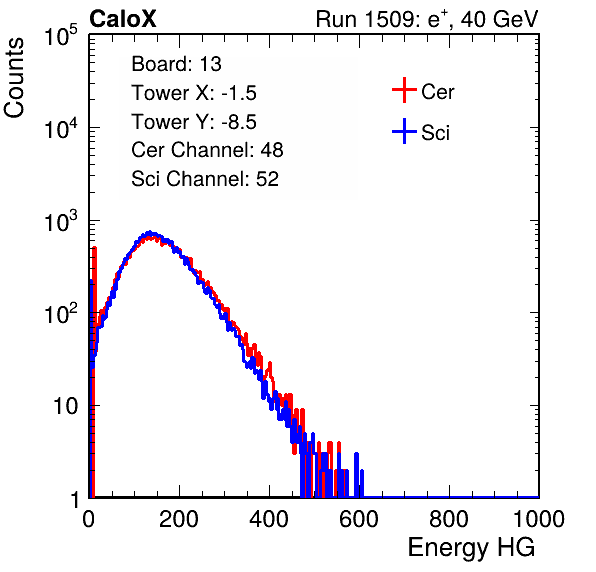 CaloX Run 1509: e⁺, 40 GeV
Counts
Board: 13
Tower X: -1.5
Tower Y: -8.5
Cer Channel: 48
Sci Channel: 52
Cer
Sci
10⁵
10⁴
10³
10²
10
1
0 200 400 600 800 1000
Energy HG